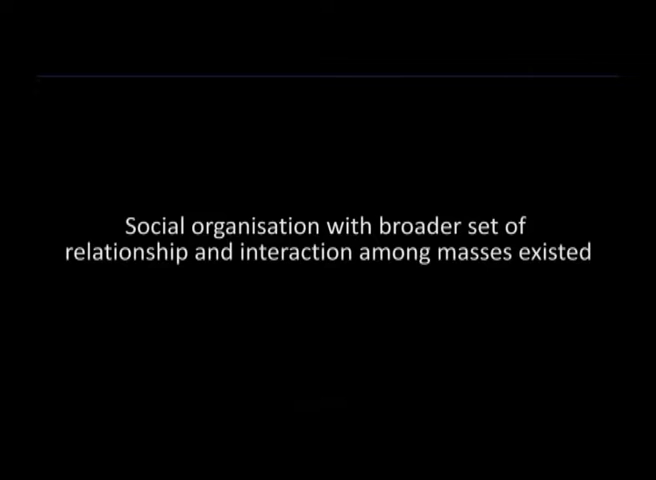 Social organisation with broader set of
relationship and interaction among masses existed